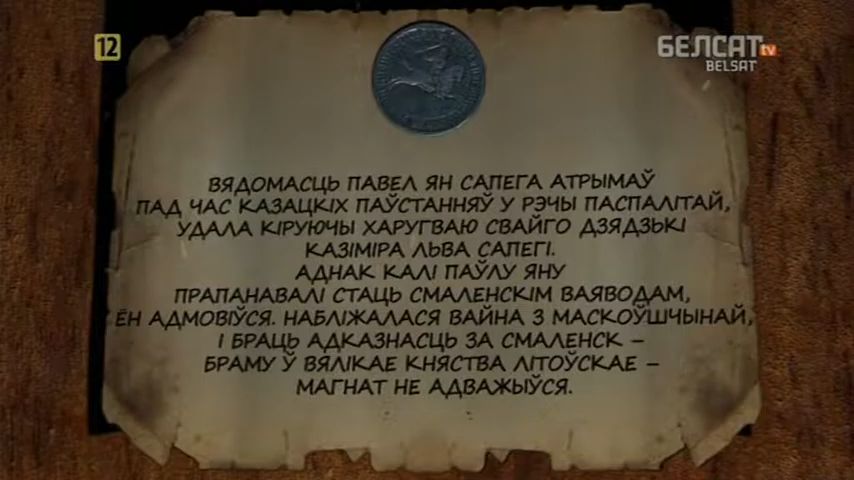 12
БЕЛСАТ tv
BELSAT
ВЯДОМАСЦЬ ПАВЕЛ ЯН САПЕГА АТРЫМАЎ
ПАД ЧАС КАЗАЦКІХ ПАЎСТАННЯЎ У РЭЧЫ ПАСПАЛІТАЙ,
УДАЛА КІРУЮЧЫ ХАРУГВАЮ СВАЙГО ДЗЯДЗЬКІ
КАЗІМІРА ЛЬВА САПЕГІ.
АДНАК КАЛІ ПАЎЛУ ЯНУ
ПРАПАНАВАЛІ СТАЦЬ СМАЛЕНСКІМ ВАЯВОДАМ,
ЁН АДМОВІЎСЯ. НАБЛІЖАЛАСЯ ВАЙНА З МАСКОЎШЧЫНАЙ,
І БРАЦЬ АДКАЗНАСЦЬ ЗА СМАЛЕНСК –
БРАМУ Ў ВЯЛІКАЕ КНЯСТВА ЛІТОЎСКАЕ –
МАГНАТ НЕ АДВАЖЫЎСЯ.